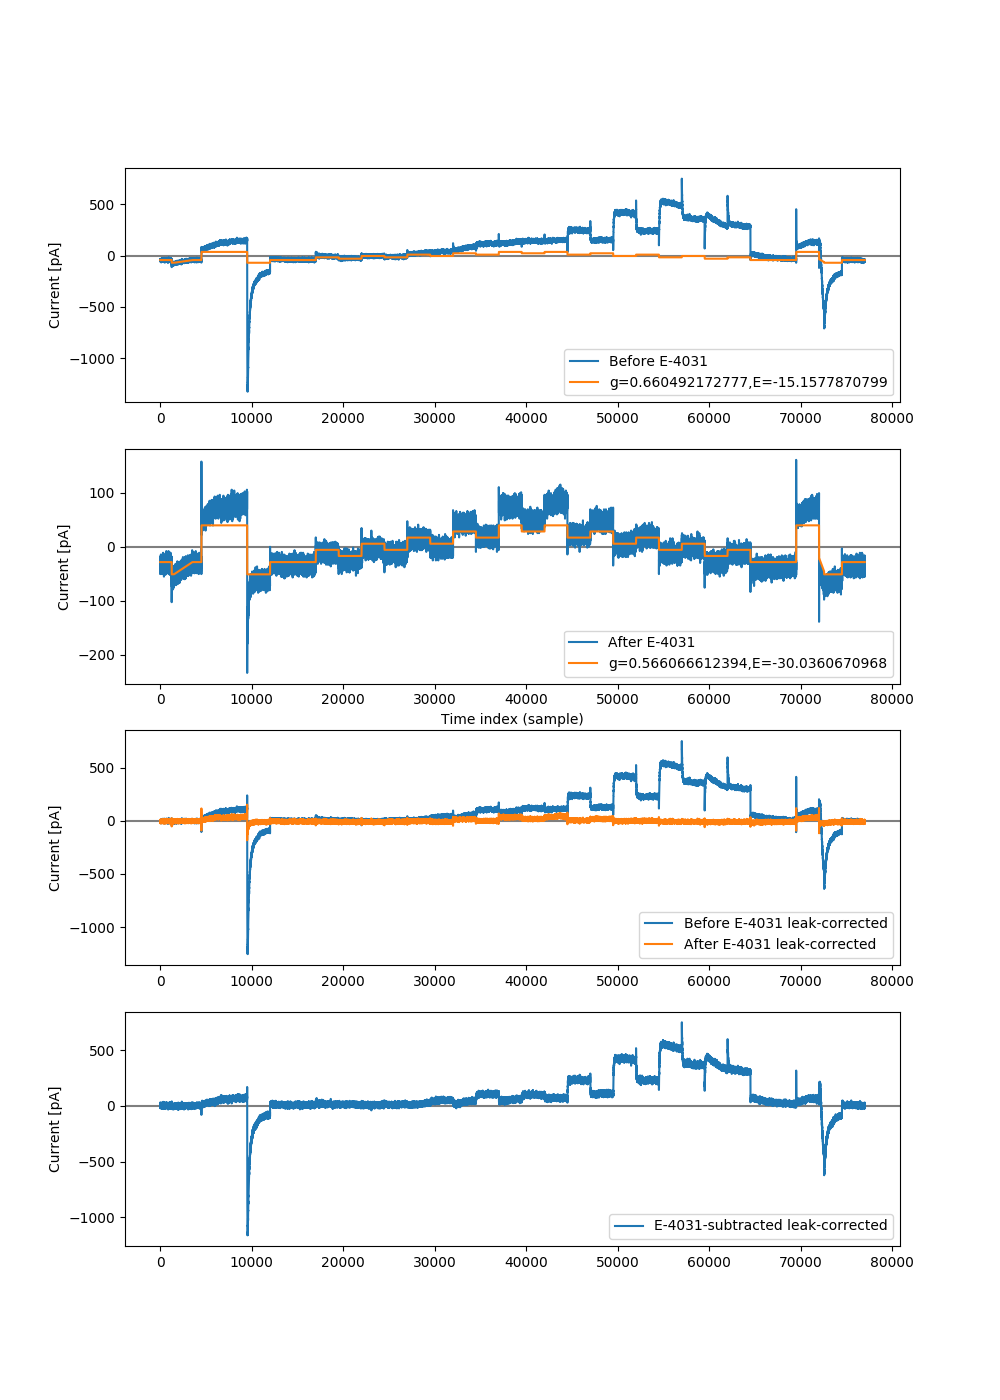 500
0
−500
−1000
Current [pA]
Before E-4031
g=0.660492172777,E=-15.1577870799
0 10000 20000 30000 40000 50000 60000 70000 80000
100
0
−100
−200
Current [pA]
After E-4031
g=0.566066612394,E=-30.0360670968
0 10000 20000 30000 40000 50000 60000 70000 80000
Time index (sample)
500
0
−500
−1000
Current [pA]
Before E-4031 leak-corrected
After E-4031 leak-corrected
0 10000 20000 30000 40000 50000 60000 70000 80000
500
0
−500
−1000
Current [pA]
E-4031-subtracted leak-corrected
0 10000 20000 30000 40000 50000 60000 70000 80000